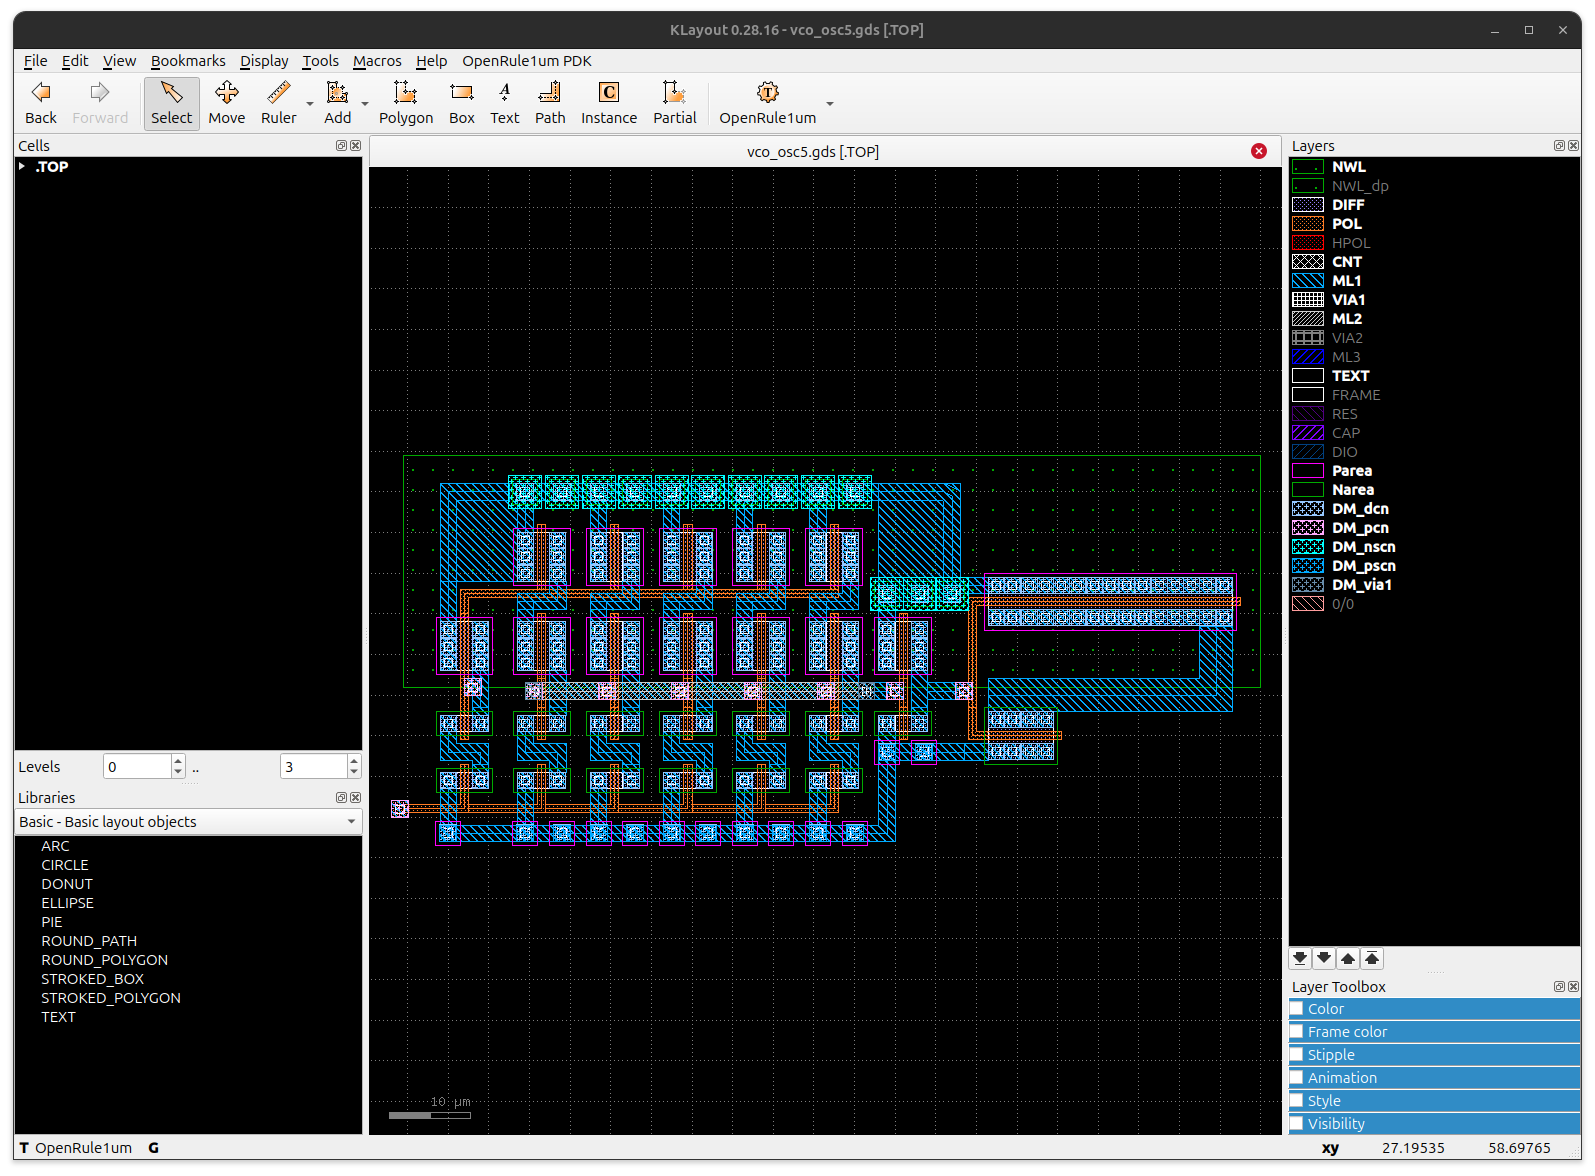 KLayout 0.28.16 - vco_osc5.gds [.TOP]
File Edit View Bookmarks Display Tools Macros Help OpenRule1um PDK
Back Forward Select Move Ruler Add Polygon Box Text Path Instance Partial OpenRule1um
Cells
.TOP
Levels 0 .. 3
Libraries
Basic - Basic layout objects
ARC
CIRCLE
DONUT
ELLIPSE
PIE
ROUND_PATH
ROUND_POLYGON
STROKED_BOX
STROKED_POLYGON
TEXT
vco_osc5.gds [.TOP]
10 µm
Layers
NWL
NWL_dp
DIFF
POL
HPOL
CNT
ML1
VIA1
ML2
VIA2
ML3
TEXT
FRAME
RES
CAP
DIO
Parea
Narea
DM_dcn
DM_pcn
DM_nscn
DM_pscn
DM_via1
0/0
Layer Toolbox
Color
Frame color
Stipple
Animation
Style
Visibility
T OpenRule1um G
xy 27.19535 58.69765